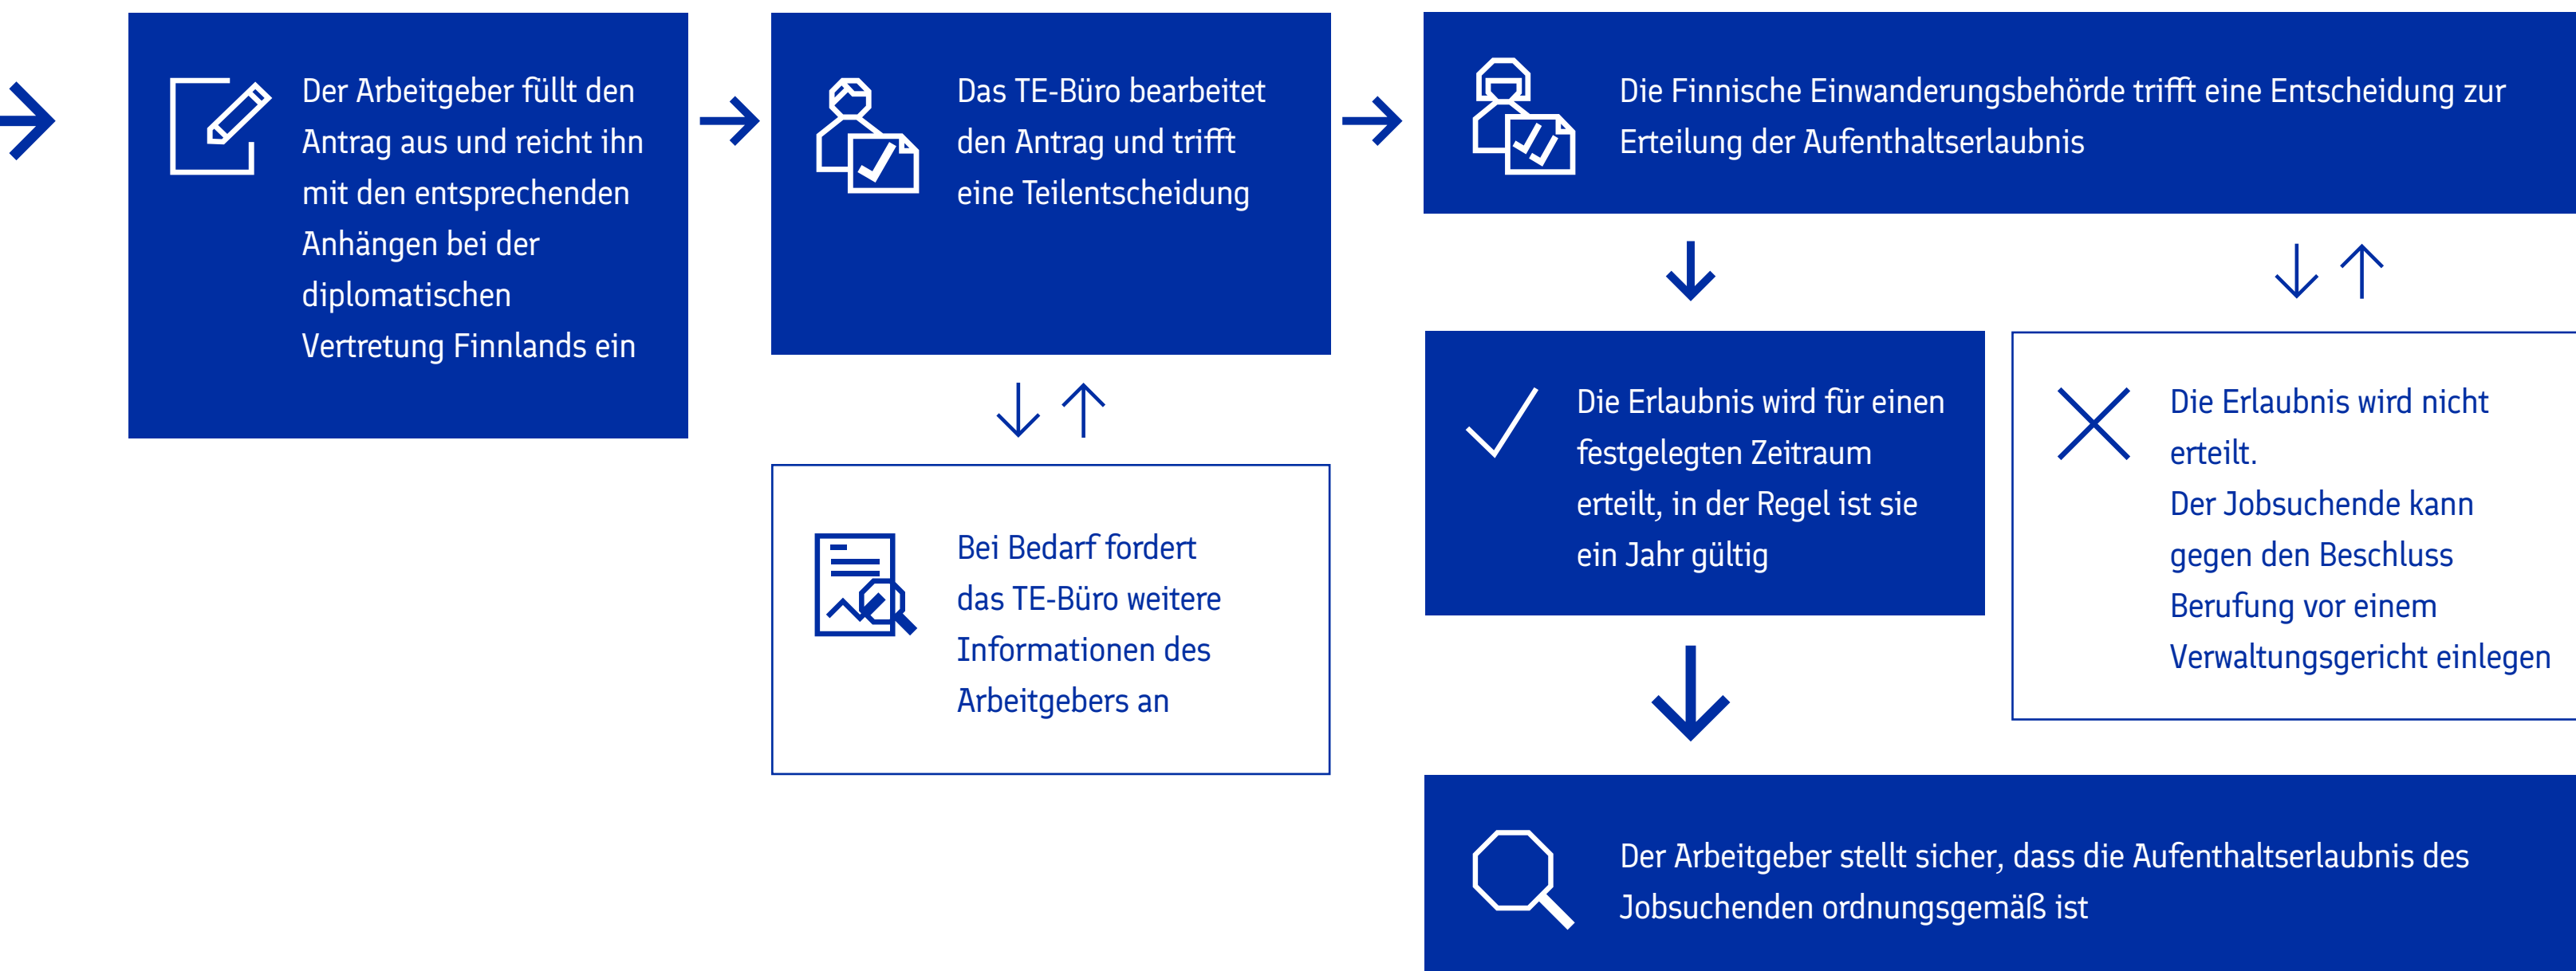 Der Arbeitgeber füllt den
Antrag aus und reicht ihn
mit den entsprechenden
Anhängen bei der
diplomatischen
Vertretung Finnlands ein
Das TE-Büro bearbeitet
den Antrag und trifft
eine Teilentscheidung
Bei Bedarf fordert
das TE-Büro weitere
Informationen des
Arbeitgebers an
Die Finnische Einwanderungsbehörde trifft eine Entscheidung zur
Erteilung der Aufenthaltserlaubnis
Die Erlaubnis wird für einen
festgelegten Zeitraum
erteilt, in der Regel ist sie
ein Jahr gültig
Die Erlaubnis wird nicht
erteilt.
Der Jobsuchende kann
gegen den Beschluss
Berufung vor einem
Verwaltungsgericht einlegen
Der Arbeitgeber stellt sicher, dass die Aufenthaltserlaubnis des
Jobsuchenden ordnungsgemäß ist